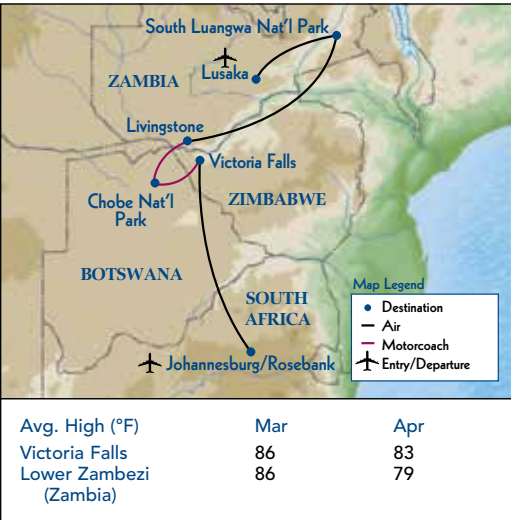 South Luangwa Nat'l Park
Lusaka
ZAMBIA
Livingstone
Victoria Falls
Chobe Nat'l
Park
ZIMBABWE
BOTSWANA
SOUTH
AFRICA
Johannesburg/Rosebank
Map Legend
Destination
Air
Motorcoach
Entry/Departure
Avg. High (°F) Mar Apr
Victoria Falls 86 83
Lower Zambezi 86 79
(Zambia)